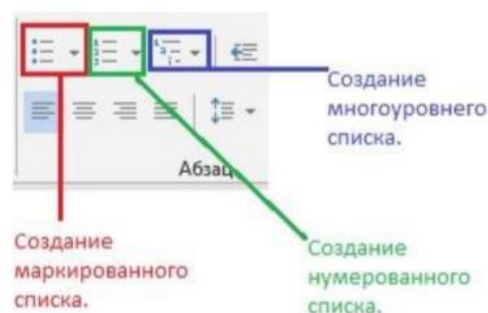 Создание
многоуровнего
списка.
Абзац
Создание
маркированного
списка.
Создание
нумерованного
списка.